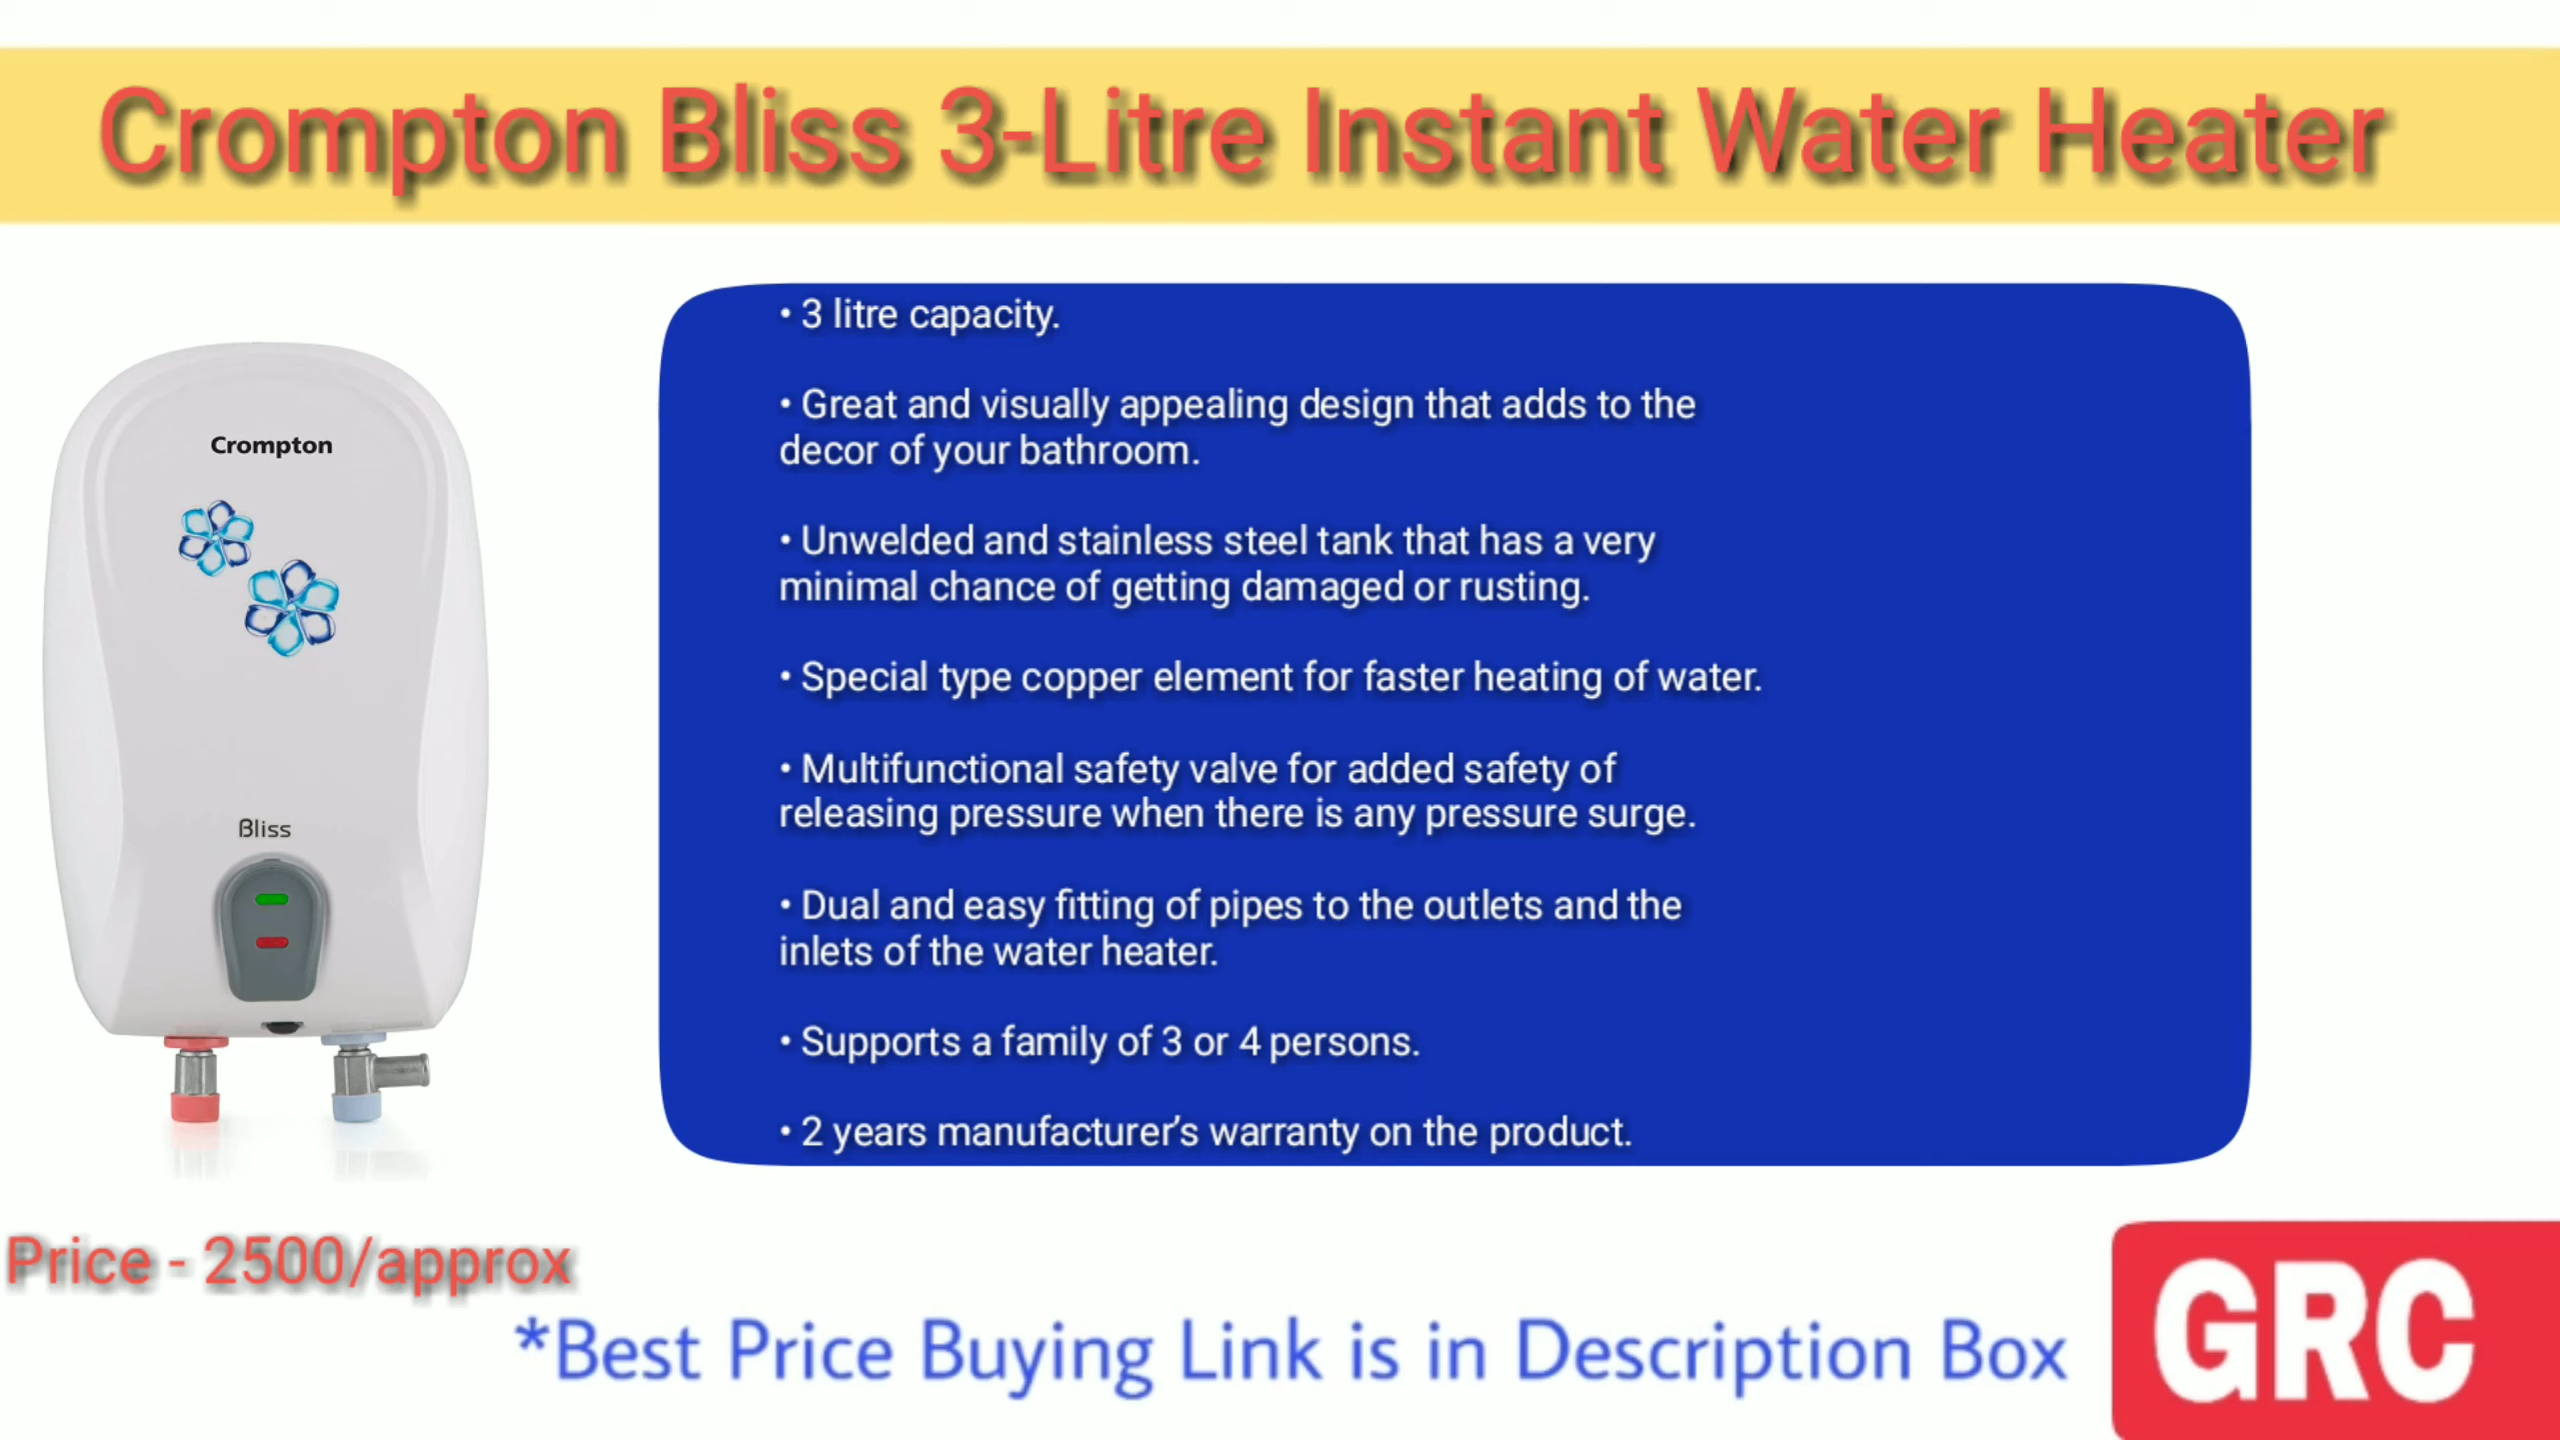 Crompton Bliss 3-Litre Instant Water Heater
Crompton
Bliss
• 3 litre capacity.
• Great and visually appealing design that adds to the
decor of your bathroom.
• Unwelded and stainless steel tank that has a very
minimal chance of getting damaged or rusting.
• Special type copper element for faster heating of water.
• Multifunctional safety valve for added safety of
releasing pressure when there is any pressure surge.
• Dual and easy fitting of pipes to the outlets and the
inlets of the water heater.
• Supports a family of 3 or 4 persons.
• 2 years manufacturer’s warranty on the product.
Price - 2500/approx
*Best Price Buying Link is in Description Box
GRC